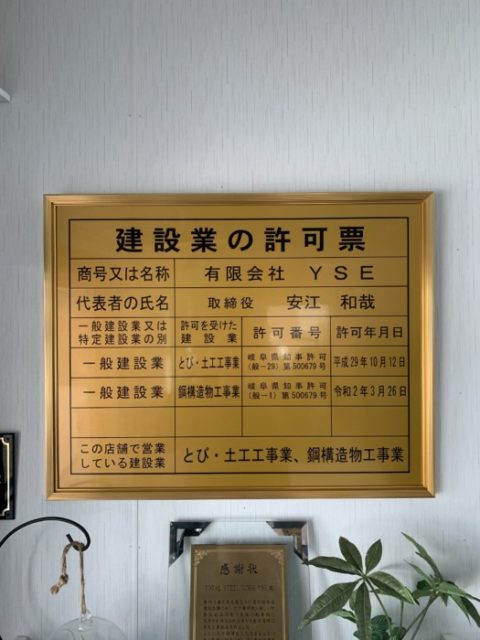 建設業の許可票
商号又は名称 有限会社 YSE
代表者の氏名 取締役 安江 和哉
一般建設業又は
特定建設業の別
許可を受けた
建設業
許可番号
許可年月日
一般建設業
とび・土工工事業
岐阜県知事許可
(般-29)第500679号
平成29年10月12日
一般建設業
鋼構造物工事業
岐阜県知事許可
(般-1)第500679号
令和2年3月26日
この店舗で営業
している建設業
とび・土工工事業、鋼構造物工事業
感謝状